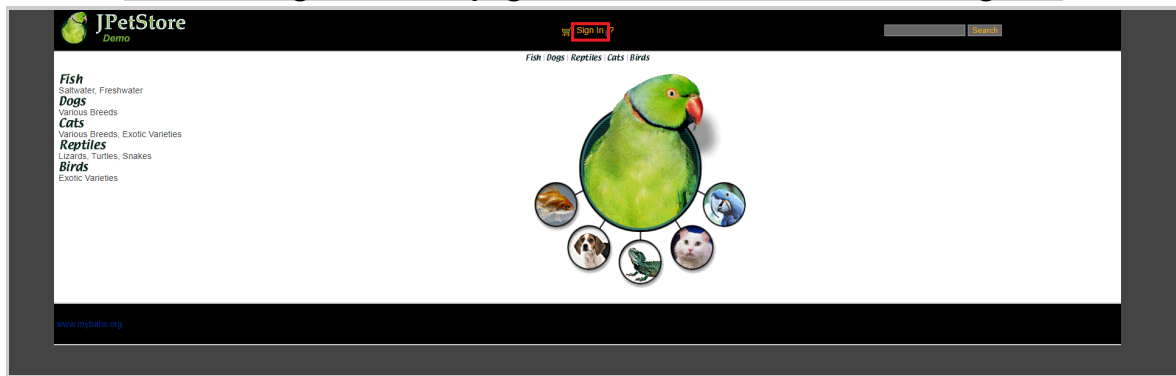 JPetStore
Demo
Sign In ?
Search
Fish | Dogs | Reptiles | Cats | Birds
Fish
Saltwater, Freshwater
Dogs
Various Breeds
Cats
Various Breeds, Exotic Varieties
Reptiles
Lizards, Turtles, Snakes
Birds
Exotic Varieties
www.mybatis.org